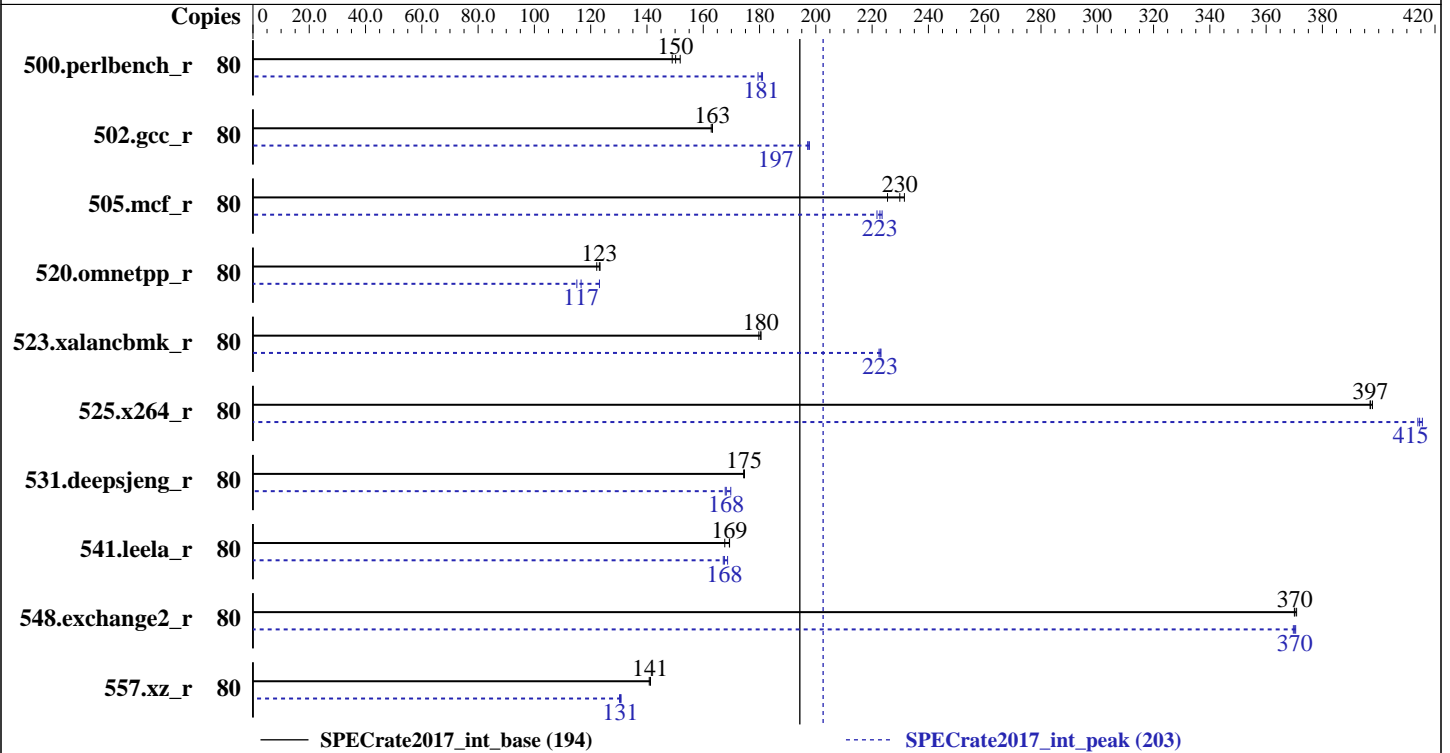 Copies 0 20.0 40.0 60.0 80.0 100 120 140 160 180 200 220 240 260 280 300 320 340 360 380 420
150
500.perlbench_r 80
181
163
502.gcc_r 80
197
230
505.mcf_r 80
223
123
520.omnetpp_r 80
117
180
523.xalancbmk_r 80
223
397
525.x264_r 80
415
175
531.deepsjeng_r 80
168
169
541.leela_r 80
168
370
548.exchange2_r 80
370
141
557.xz_r 80
131
SPECrate2017_int_base (194) SPECrate2017_int_peak (203)